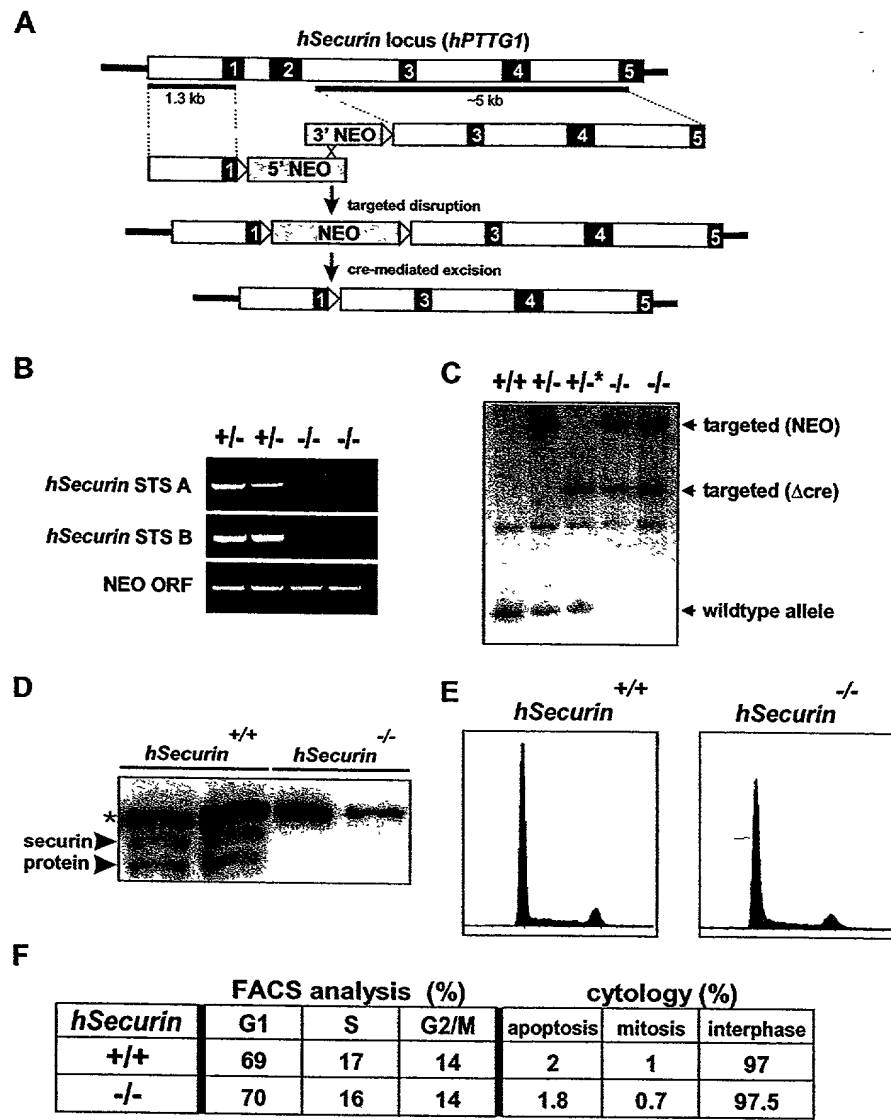 A
hSecurin locus (hPTTG1)
1 2 3 4 5
1.3 kb ~5 kb
3' NEO 3 4 5
1 5' NEO
targeted disruption
1 NEO 3 4 5
cre-mediated excision
1 3 4 5
B
+/- +/- -/- -/-
hSecurin STS A
hSecurin STS B
NEO ORF
C
+/+ +/- +/-* -/- -/-
targeted (NEO)
targeted (Δcre)
wildtype allele
D
hSecurin+/+ hSecurin-/-
*
securin
protein
E
hSecurin+/+ hSecurin-/-
F
FACS analysis (%) cytology (%)
hSecurin G1 S G2/M apoptosis mitosis interphase
+/+ 69 17 14 2 1 97
-/- 70 16 14 1.8 0.7 97.5